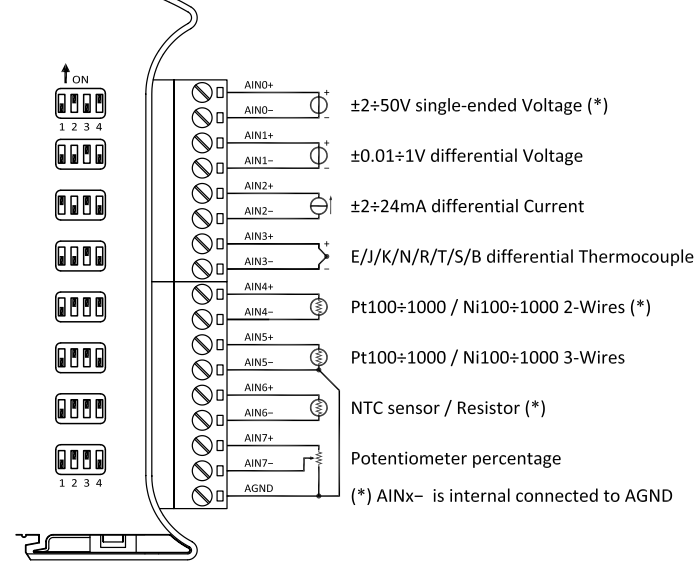 ON
1 2 3 4
AIN0+
AIN0−
+
−
±2÷50V single-ended Voltage (*)
AIN1+
AIN1−
+
−
±0.01÷1V differential Voltage
AIN2+
AIN2−
±2÷24mA differential Current
AIN3+
AIN3−
+
−
E/J/K/N/R/T/S/B differential Thermocouple
AIN4+
AIN4−
Pt100÷1000 / Ni100÷1000 2-Wires (*)
AIN5+
AIN5−
Pt100÷1000 / Ni100÷1000 3-Wires
AIN6+
AIN6−
NTC sensor / Resistor (*)
AIN7+
AIN7−
Potentiometer percentage
1 2 3 4
AGND
(*) AINx− is internal connected to AGND